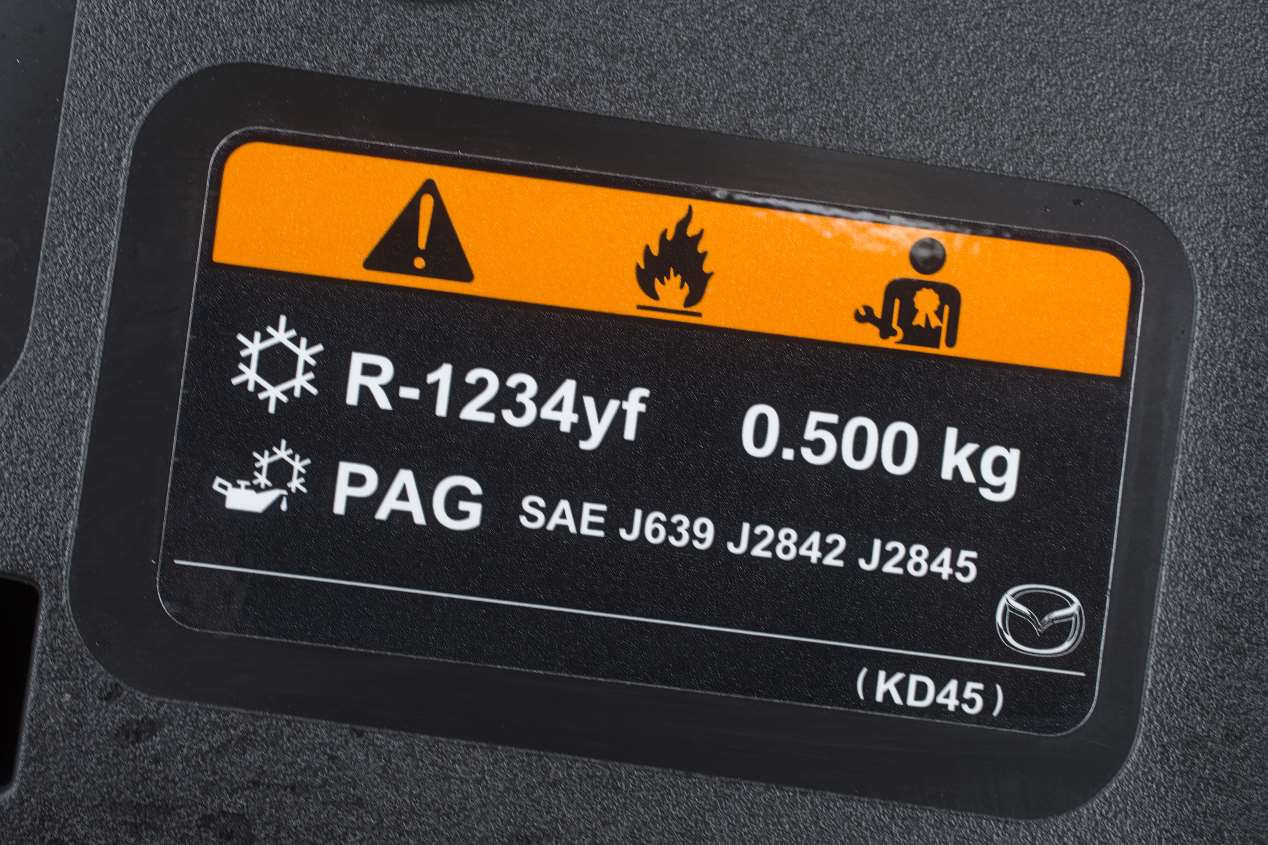 R-1234yf 0.500 kg
PAG SAE J639 J2842 J2845
(KD45)